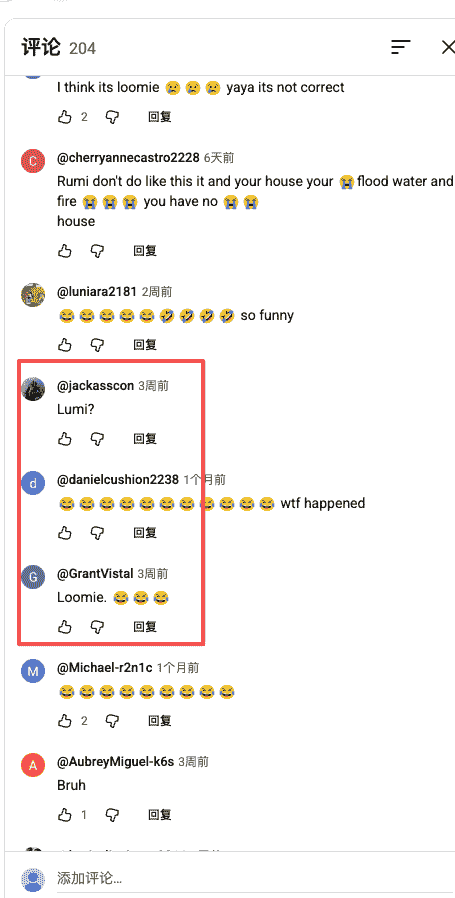 评论 204
I think its loomie 😢 😢 😢 yaya its not correct
2 回复
@cherryannecastro2228 6天前
Rumi don't do like this it and your house your 😭 flood water and
fire 😭 😭 😭 you have no 😭 😭
house
回复
@luniara2181 2周前
😂 😂 😂 😂 😂 🤣 🤣 🤣 🤣 so funny
回复
@jackasscon 3周前
Lumi?
回复
d
@danielcushion2238 1个月前
😂 😂 😂 😂 😂 😂 😂 😂 😂 😂 😂 wtf happened
回复
G
@GrantVistal 3周前
Loomie. 😂 😂 😂
回复
M
@Michael-r2n1c 1个月前
😂 😂 😂 😂 😂 😂 😂 😂 😂
2 回复
A
@AubreyMiguel-k6s 3周前
Bruh
1 回复
添加评论...